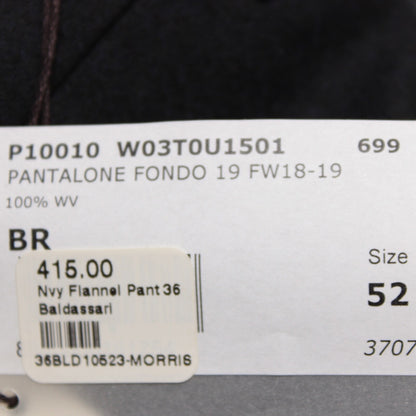 P10010 W03T0U1501 699
PANTALONE FONDO 19 FW18-19
100% WV
BR
Size
52
3707
415.00
Nvy Flannel Pant 36
Baldassari
36BLD10523-MORRIS